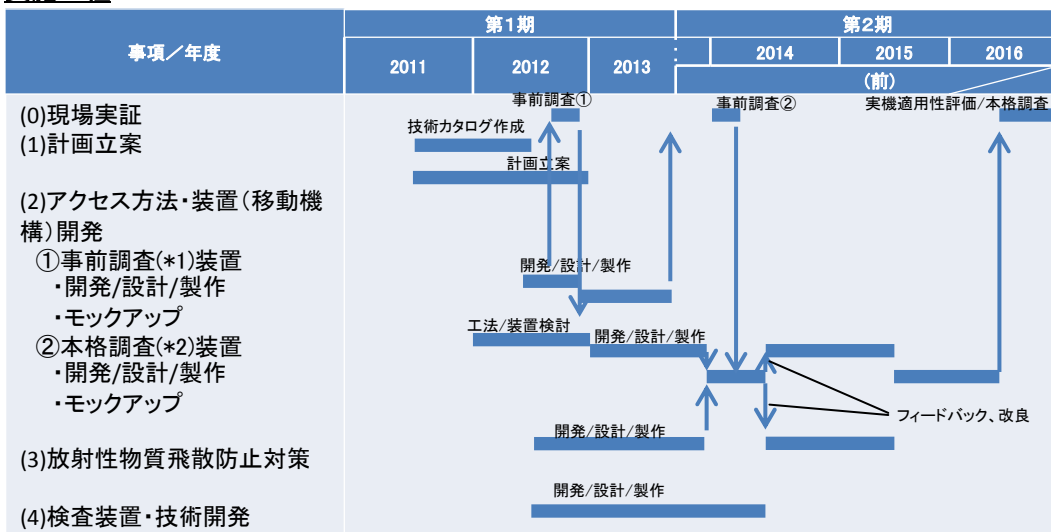 事項／年度
第1期
第2期
2011
2012
2013
2014
2015
2016
(前)
(0)現場実証
(1)計画立案
(2)アクセス方法・装置(移動機
構)開発
①事前調査(*1)装置
・開発/設計/製作
・モックアップ
②本格調査(*2)装置
・開発/設計/製作
・モックアップ
(3)放射性物質飛散防止対策
(4)検査装置・技術開発
事前調査①
事前調査②
実機適用性評価/本格調査
技術カタログ作成
計画立案
開発/設計/製作
工法/装置検討
開発/設計/製作
フィードバック、改良
開発/設計/製作
開発/設計/製作